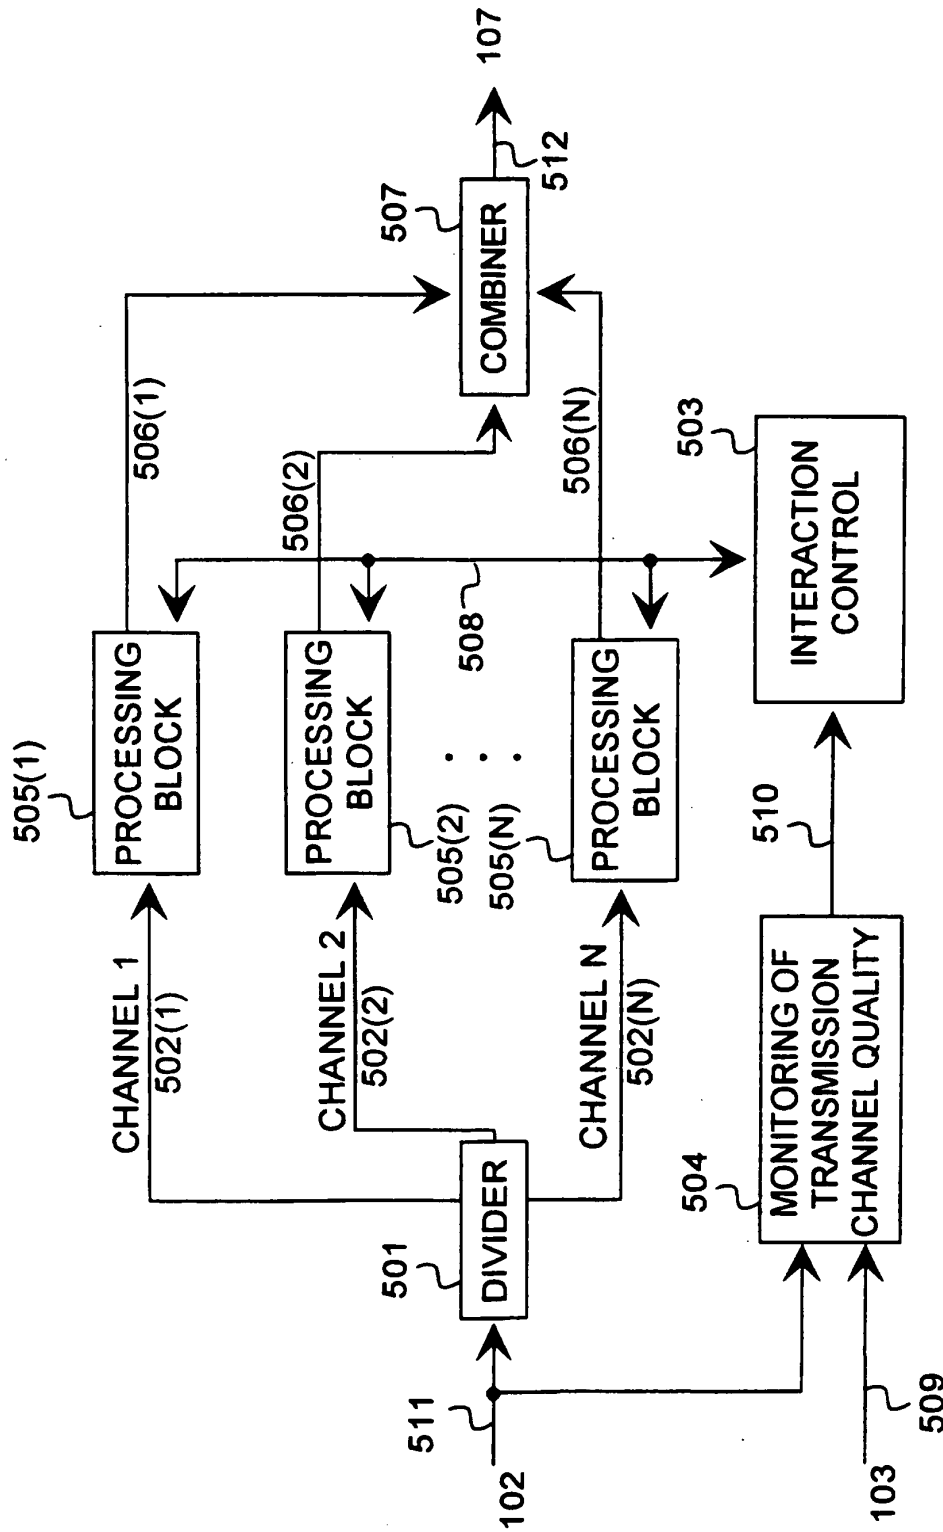 CHANNEL 1
502(1)
505(1)
PROCESSING
BLOCK
506(1)
CHANNEL 2
502(2)
PROCESSING
BLOCK
505(2)
506(2)
102
511
501
DIVIDER
. . .
508
507
COMBINER
512
107
CHANNEL N
502(N)
505(N)
PROCESSING
BLOCK
506(N)
103
509
504
MONITORING OF
TRANSMISSION
CHANNEL QUALITY
510
503
INTERACTION
CONTROL